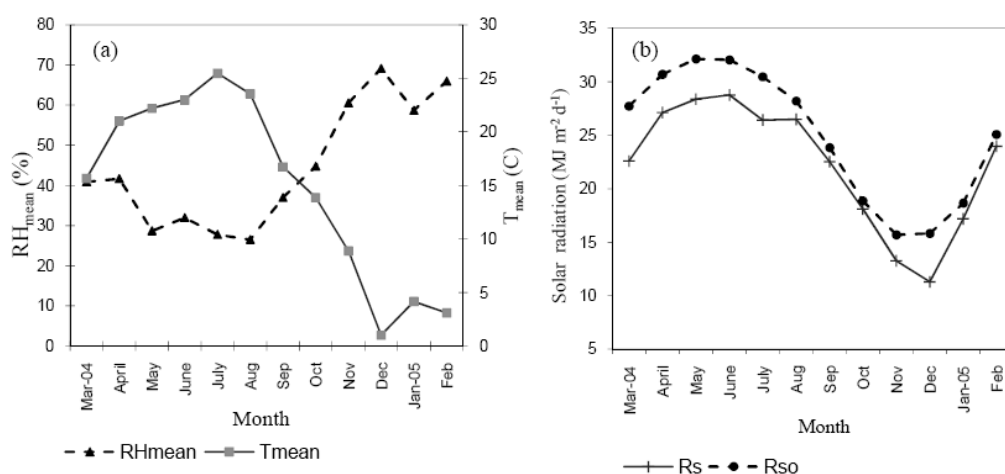 (a)
80
70
60
50
40
30
20
10
0
RHmean (%)
30
25
20
15
10
5
0
Tmean (C)
Mar-04 April May June July Aug Sep Oct Nov Dec Jan-05 Feb
Month
RHmean Tmean
(b)
35
30
25
20
15
10
5
Solar radiation (MJ m-2 d-1)
Mar-04 April May June July Aug Sep Oct Nov Dec Jan-05 Feb
Month
Rs Rso